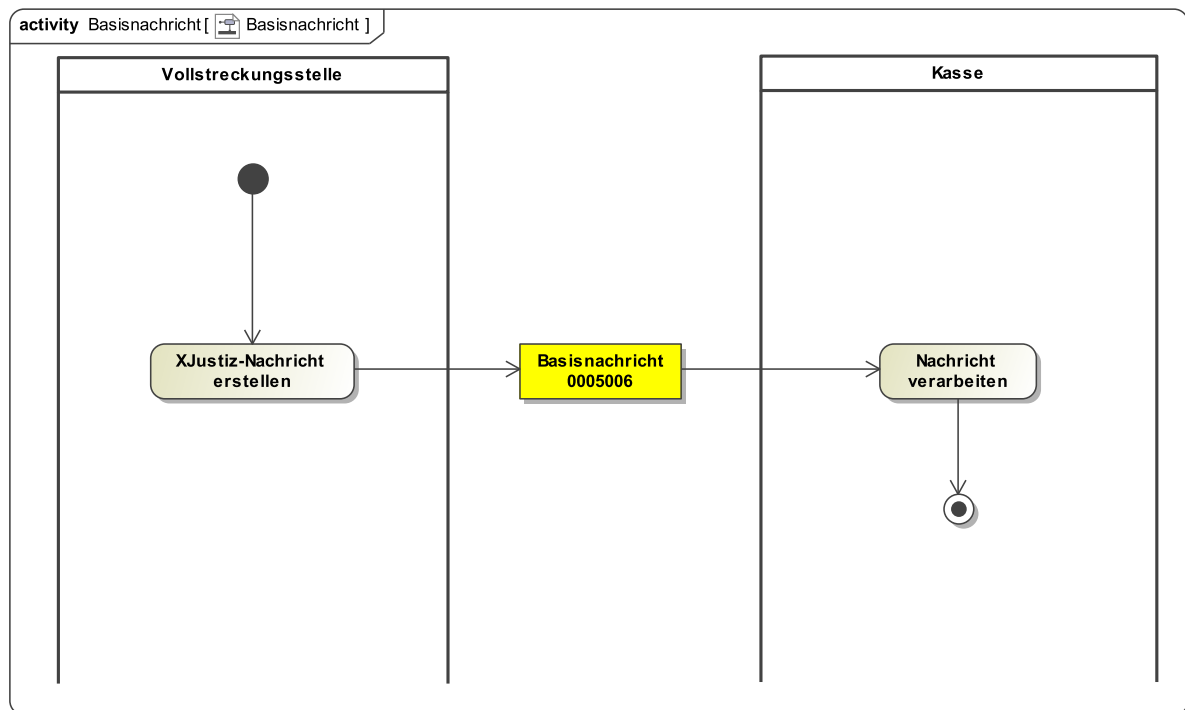 activity Basisnachricht [ Basisnachricht ]
Vollstreckungsstelle
Kasse
XJustiz-Nachricht
erstellen
Basisnachricht
0005006
Nachricht
verarbeiten